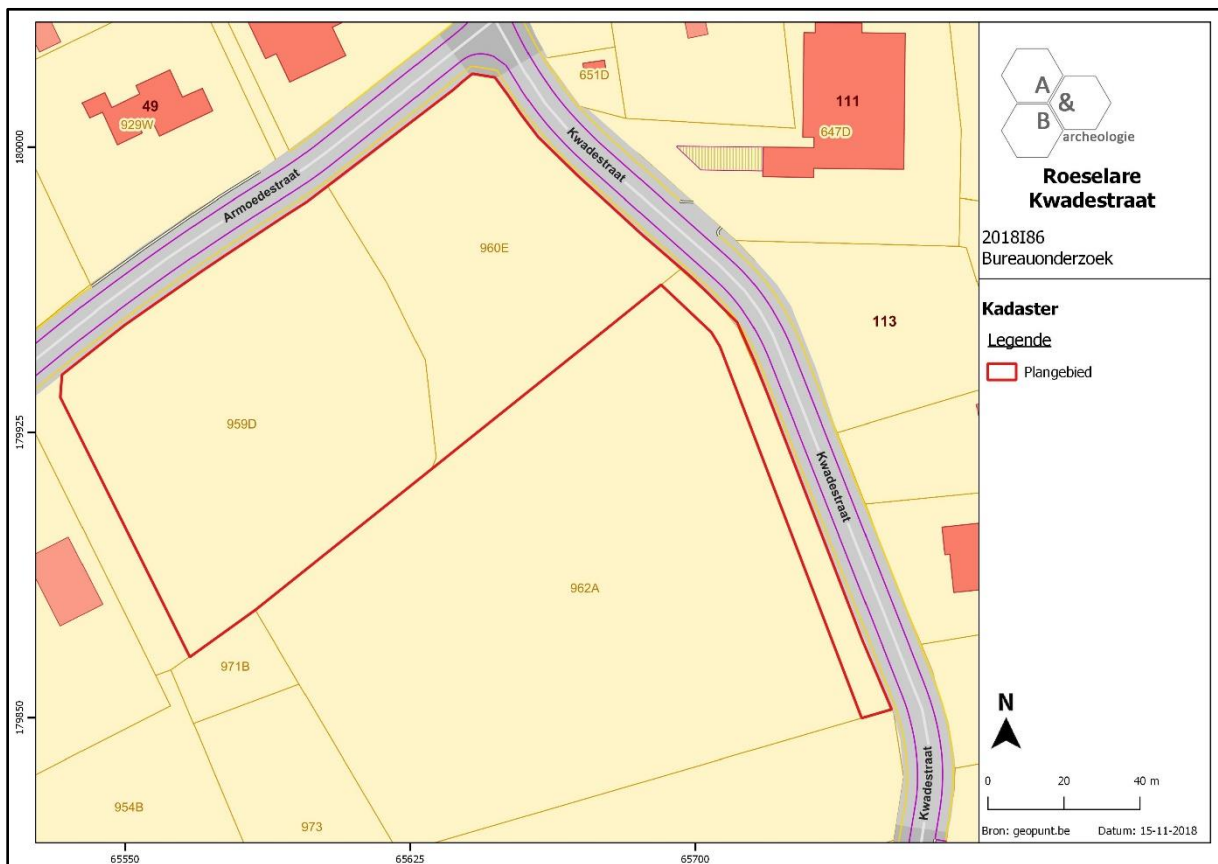 651D
49
929W
111
647D
Kwadestraat
Armoedestraat
960E
113
959D
Kwadestraat
962A
971B
Kwadestraat
954B
973
180000
179925
179850
65550
65625
65700
A
&
B
archeologie
Roeselare
Kwadestraat
2018I86
Bureauonderzoek
Kadaster
Legende
Plangebied
N
0 20 40 m
Bron: geopunt.be Datum: 15-11-2018